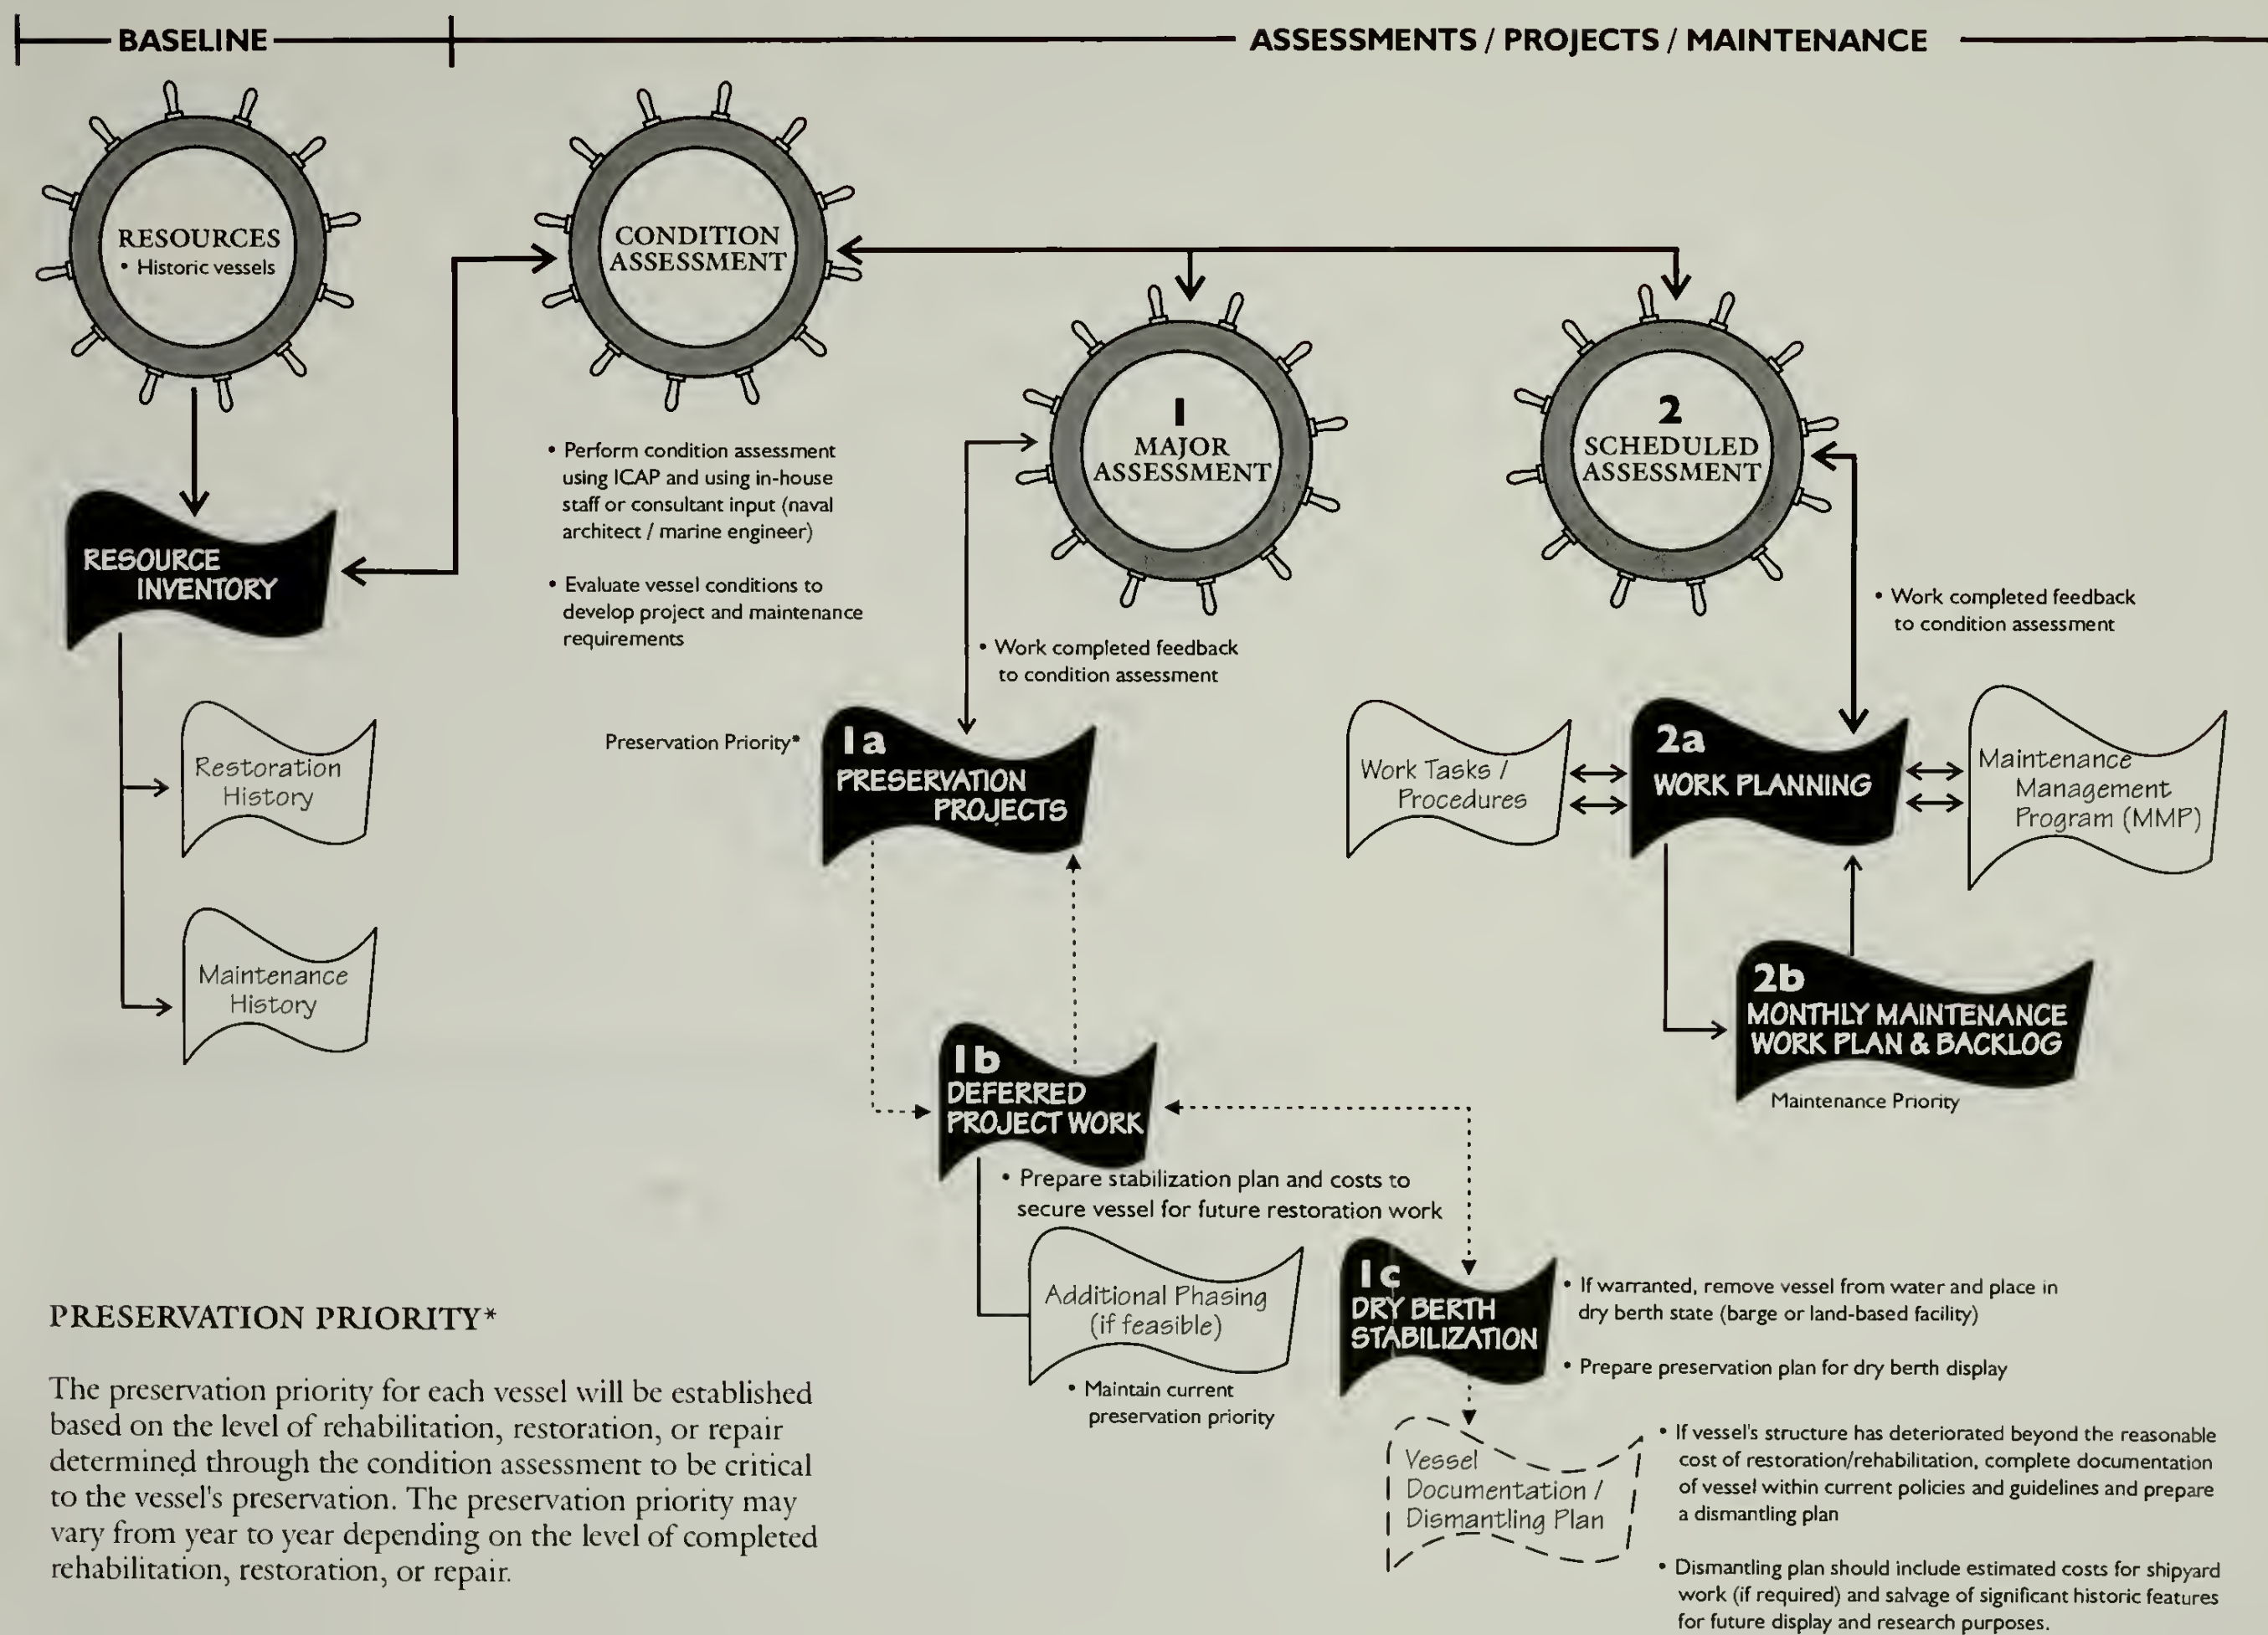 BASELINE
ASSESSMENTS / PROJECTS / MAINTENANCE
RESOURCES
• Historic vessels
CONDITION
ASSESSMENT
1
MAJOR
ASSESSMENT
2
SCHEDULED
ASSESSMENT
RESOURCE
INVENTORY
• Perform condition assessment
using ICAP and using in-house
staff or consultant input (naval
architect / marine engineer)
• Evaluate vessel conditions to
develop project and maintenance
requirements
• Work completed feedback
to condition assessment
• Work completed feedback
to condition assessment
Restoration
History
Maintenance
History
Preservation Priority*
1a
PRESERVATION
PROJECTS
Work Tasks /
Procedures
2a
WORK PLANNING
Maintenance
Management
Program (MMP)
2b
MONTHLY MAINTENANCE
WORK PLAN & BACKLOG
Maintenance Priority
1b
DEFERRED
PROJECT WORK
• Prepare stabilization plan and costs to
secure vessel for future restoration work
Additional Phasing
(if feasible)
• Maintain current
preservation priority
1c
DRY BERTH
STABILIZATION
• If warranted, remove vessel from water and place in
dry berth state (barge or land-based facility)
• Prepare preservation plan for dry berth display
Vessel
Documentation /
Dismantling Plan
• If vessel's structure has deteriorated beyond the reasonable
cost of restoration/rehabilitation, complete documentation
of vessel within current policies and guidelines and prepare
a dismantling plan
• Dismantling plan should include estimated costs for shipyard
work (if required) and salvage of significant historic features
for future display and research purposes.
PRESERVATION PRIORITY*
The preservation priority for each vessel will be established
based on the level of rehabilitation, restoration, or repair
determined through the condition assessment to be critical
to the vessel's preservation. The preservation priority may
vary from year to year depending on the level of completed
rehabilitation, restoration, or repair.